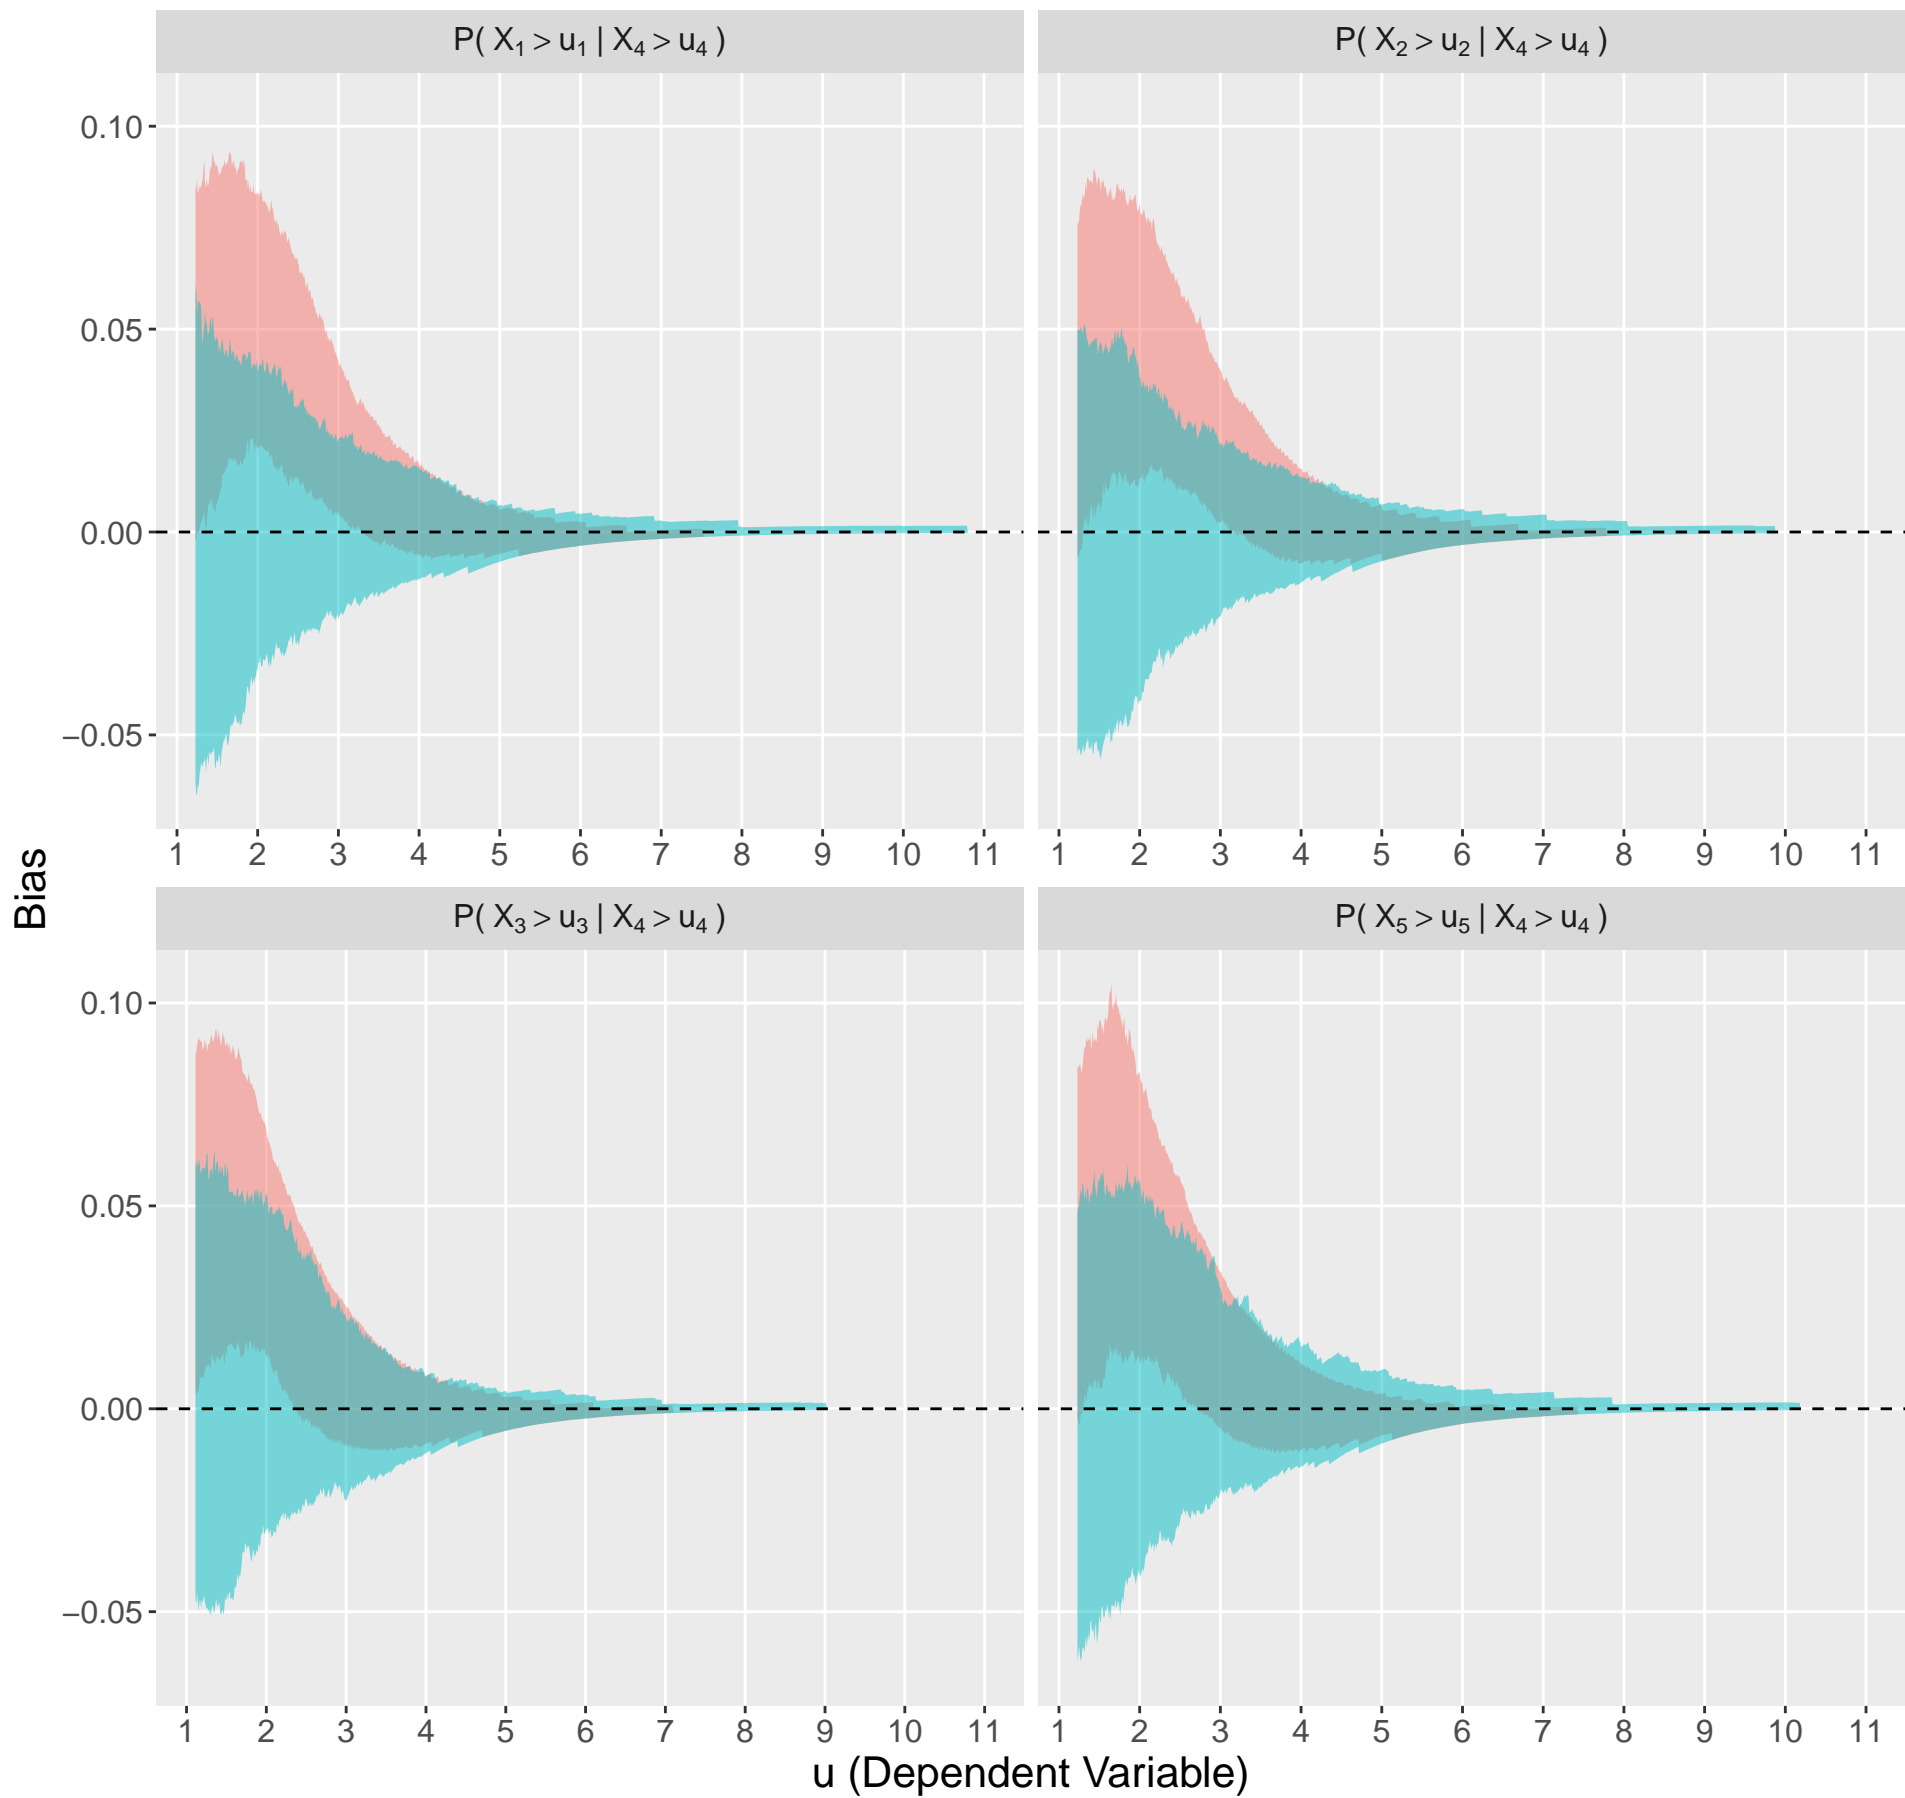 P( X₁ > u₁ | X₄ > u₄ )
P( X₂ > u₂ | X₄ > u₄ )
0.10
0.05
0.00
−0.05
1 2 3 4 5 6 7 8 9 10 11
1 2 3 4 5 6 7 8 9 10 11
Bias
P( X₃ > u₃ | X₄ > u₄ )
P( X₅ > u₅ | X₄ > u₄ )
0.10
0.05
0.00
−0.05
1 2 3 4 5 6 7 8 9 10 11
1 2 3 4 5 6 7 8 9 10 11
u (Dependent Variable)